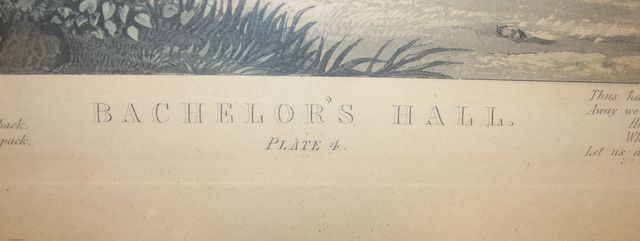 back.
pack.
BACHELOR'S HALL.
PLATE 4.
Thus
Away we
Let us